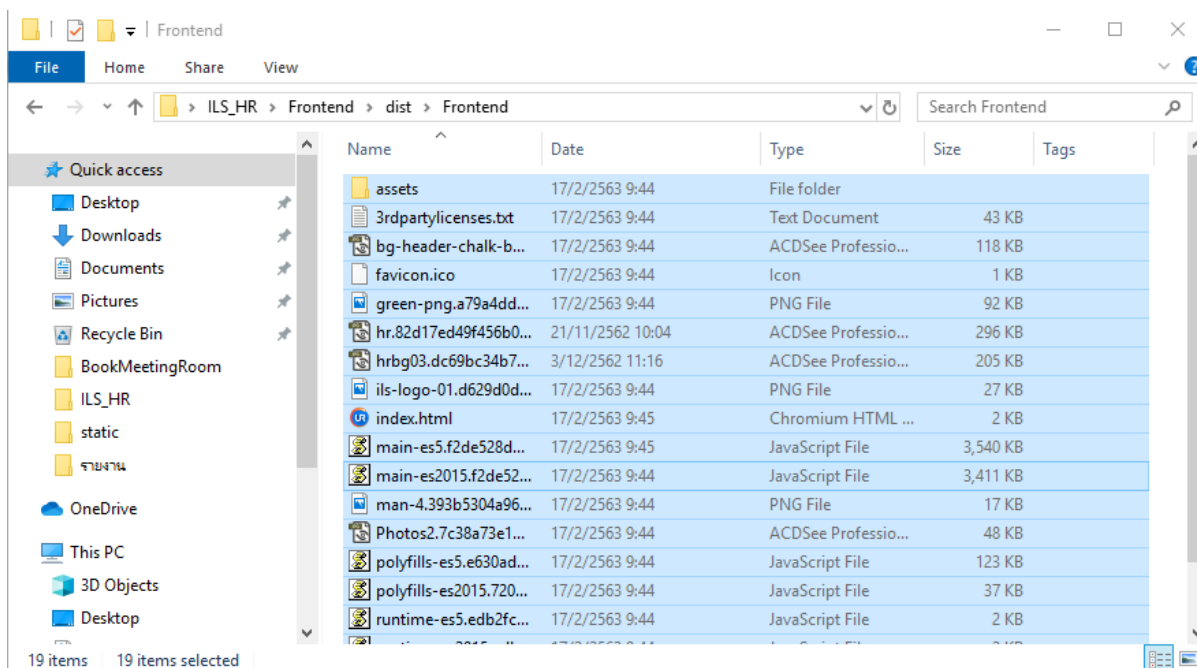 Frontend
File Home Share View
ILS_HR > Frontend > dist > Frontend
Search Frontend
Quick access
Desktop
Downloads
Documents
Pictures
Recycle Bin
BookMeetingRoom
ILS_HR
static
รายงาน
OneDrive
This PC
3D Objects
Desktop
Name Date Type Size Tags
assets 17/2/2563 9:44 File folder
3rdpartylicenses.txt 17/2/2563 9:44 Text Document 43 KB
bg-header-chalk-b... 17/2/2563 9:44 ACDSee Professio... 118 KB
favicon.ico 17/2/2563 9:44 Icon 1 KB
green-png.a79a4dd... 17/2/2563 9:44 PNG File 92 KB
hr.82d17ed49f456b0... 21/11/2562 10:04 ACDSee Professio... 296 KB
hrbg03.dc69bc34b7... 3/12/2562 11:16 ACDSee Professio... 205 KB
ils-logo-01.d629d0d... 17/2/2563 9:44 PNG File 27 KB
index.html 17/2/2563 9:45 Chromium HTML ... 2 KB
main-es5.f2de528d... 17/2/2563 9:45 JavaScript File 3,540 KB
main-es2015.f2de52... 17/2/2563 9:44 JavaScript File 3,411 KB
man-4.393b5304a96... 17/2/2563 9:44 PNG File 17 KB
Photos2.7c38a73e1... 17/2/2563 9:44 ACDSee Professio... 48 KB
polyfills-es5.e630ad... 17/2/2563 9:44 JavaScript File 123 KB
polyfills-es2015.720... 17/2/2563 9:44 JavaScript File 37 KB
runtime-es5.edb2fc... 17/2/2563 9:44 JavaScript File 2 KB
19 items 19 items selected